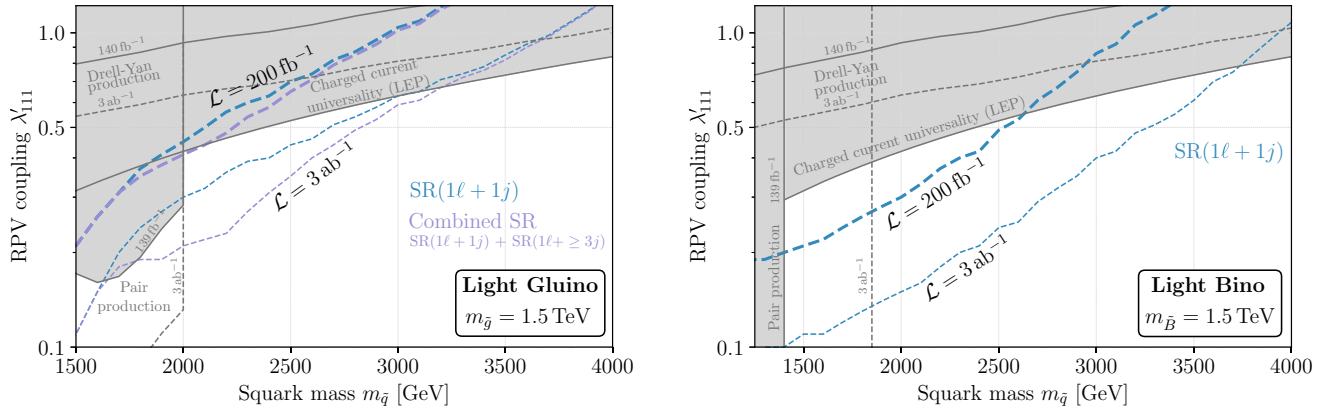 RPV coupling λ′₁₁₁
1.0
0.5
0.1
140 fb⁻¹
Drell-Yan
production
3 ab⁻¹
ℒ = 200 fb⁻¹
Charged current
universality (LEP)
139 fb⁻¹
Pair
production
3 ab⁻¹
ℒ = 3 ab⁻¹
SR(1ℓ + 1j)
Combined SR
SR(1ℓ + 1j) + SR(1ℓ+ ≥ 3j)
Light Gluino
m_g̃ = 1.5 TeV
1500 2000 2500 3000 3500 4000
Squark mass m_q̃ [GeV]
RPV coupling λ′₁₁₁
1.0
0.5
0.1
140 fb⁻¹
Drell-Yan
production
3 ab⁻¹
Charged current universality (LEP)
139 fb⁻¹
Pair production
3 ab⁻¹
ℒ = 200 fb⁻¹
ℒ = 3 ab⁻¹
SR(1ℓ + 1j)
Light Bino
m_B̃ = 1.5 TeV
1500 2000 2500 3000 3500 4000
Squark mass m_q̃ [GeV]